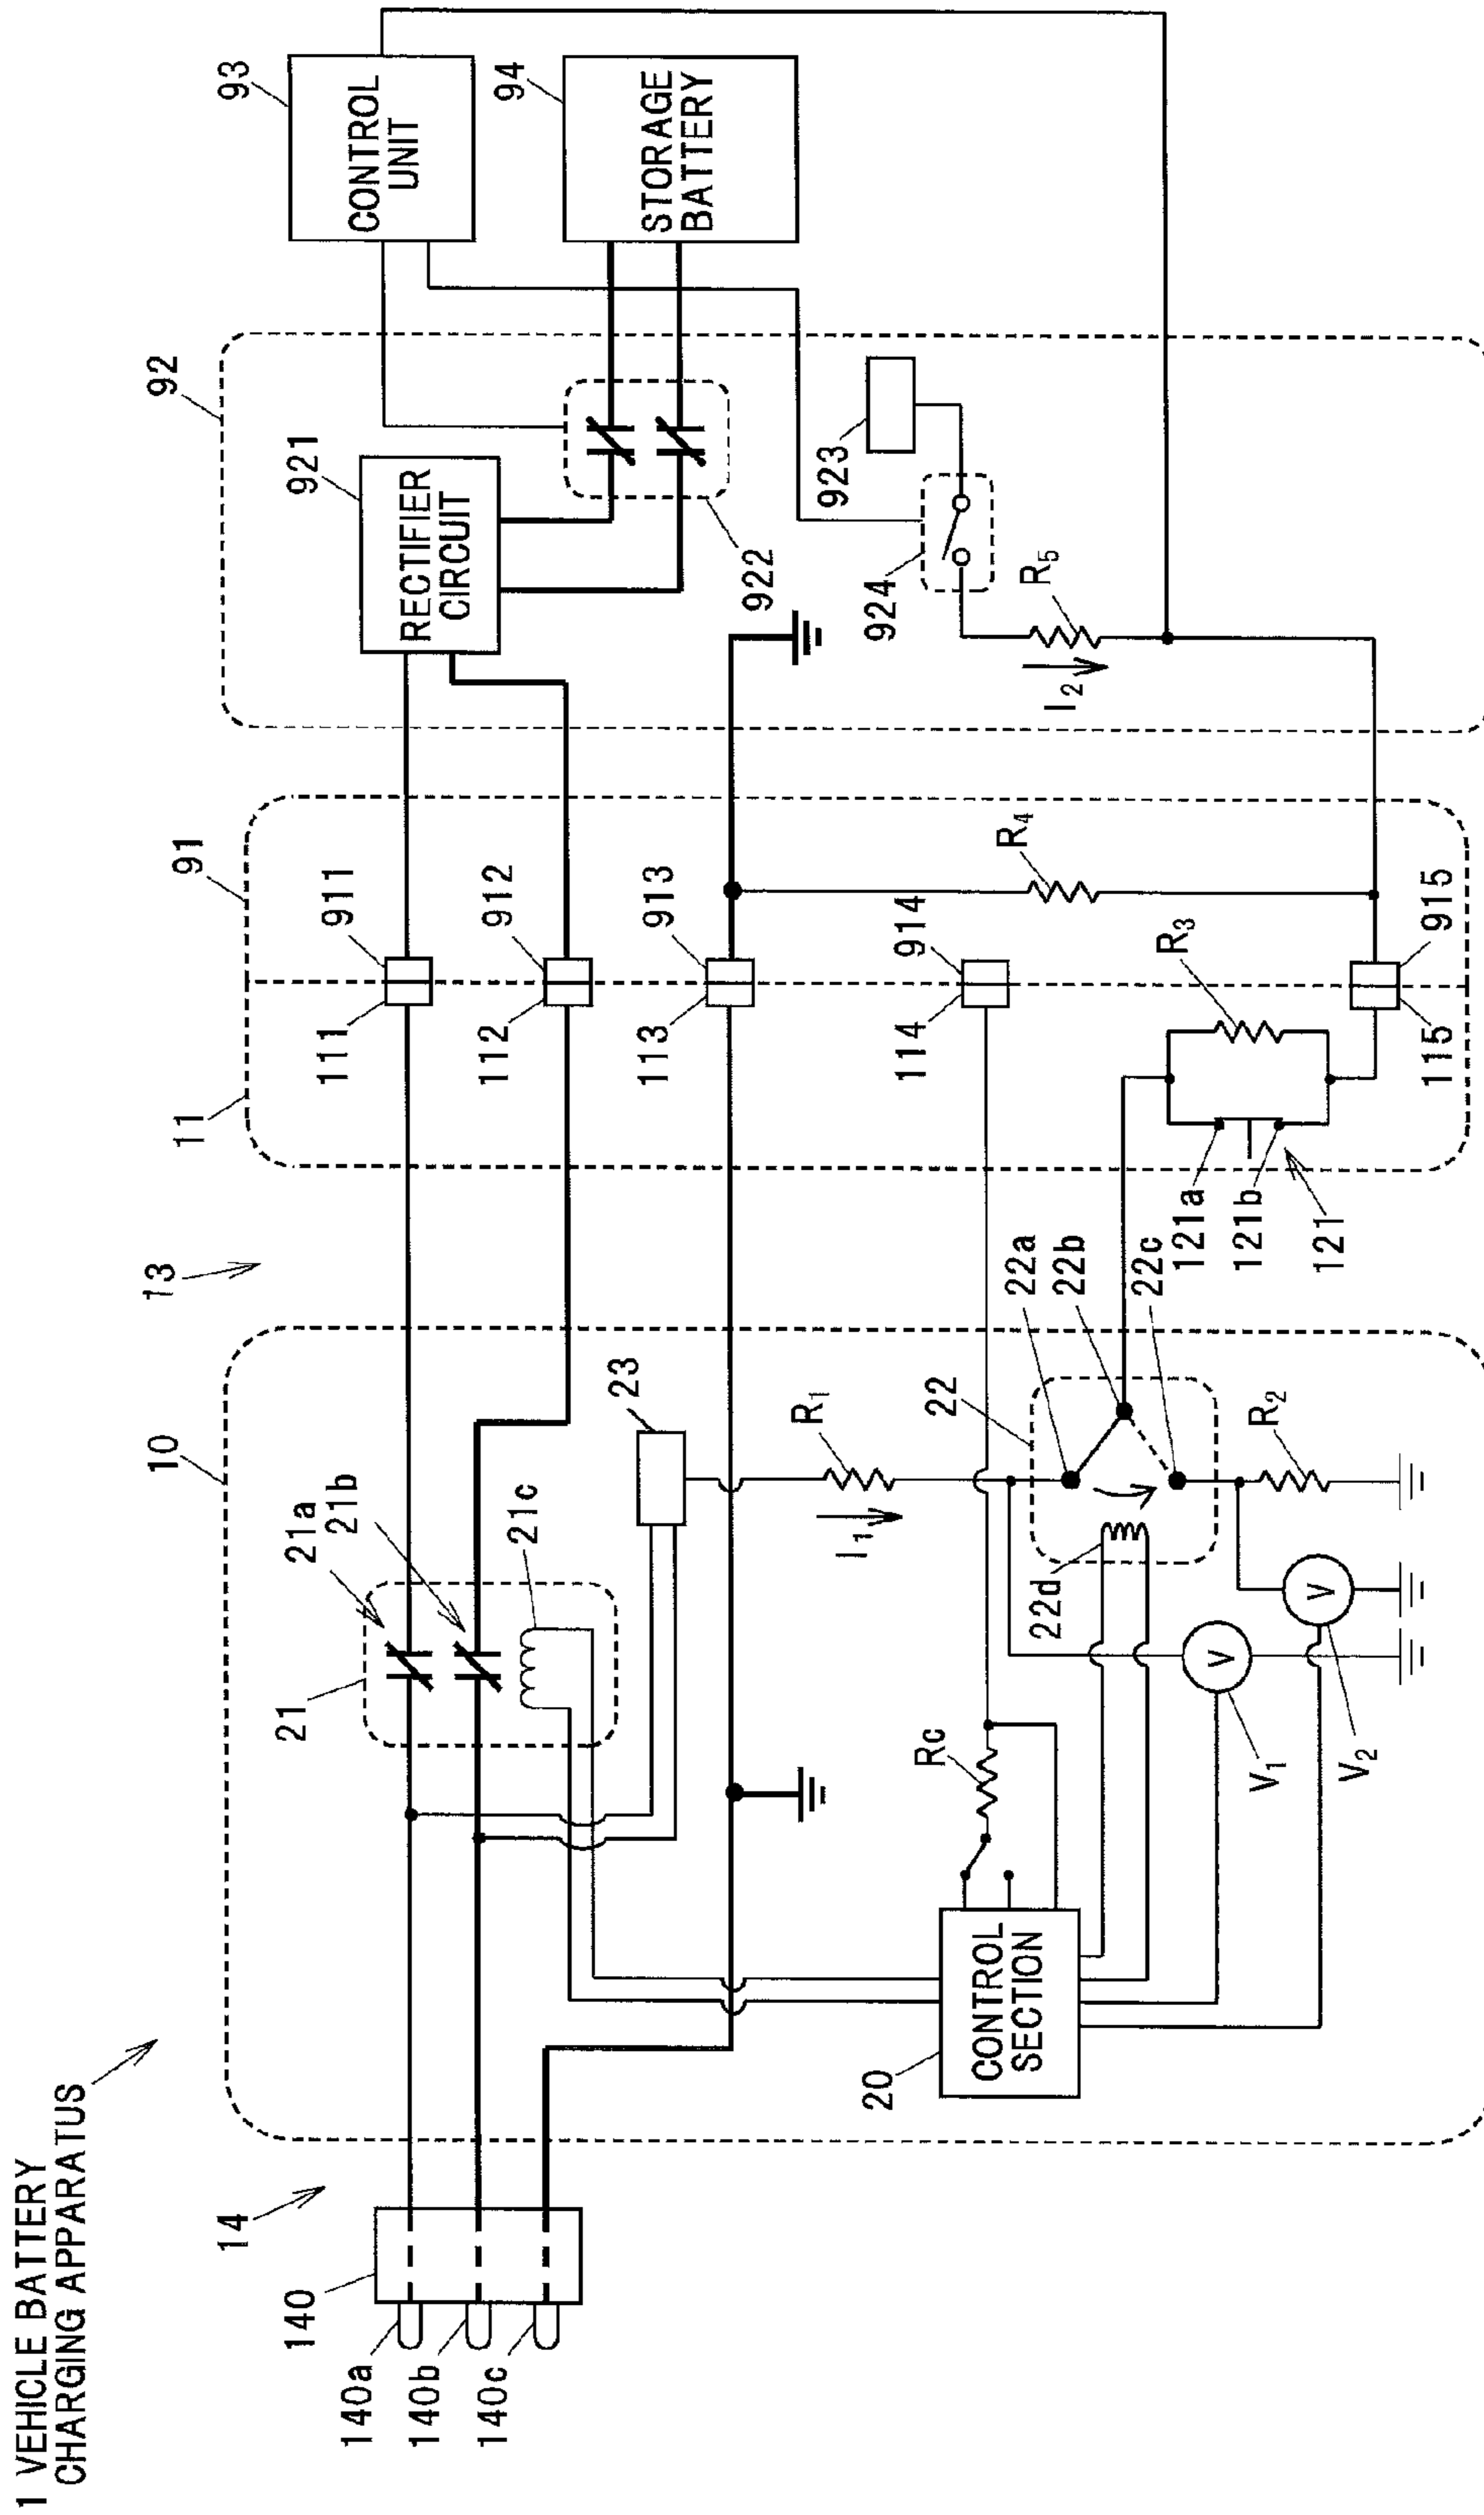 1 VEHICLE BATTERY
CHARGING APPARATUS
14
140
140a
140b
140c
10
21
21a
21b
21c
23
20
CONTROL
SECTION
Rc
R1
I1
22
22a
22b
22c
22d
R2
V
V
V1
V2
13
11
91
111
911
112
912
113
913
114
914
115
915
R3
R4
121a
121b
121
92
921
RECTIFIER
CIRCUIT
922
923
924
R5
I2
93
CONTROL
UNIT
94
STORAGE
BATTERY